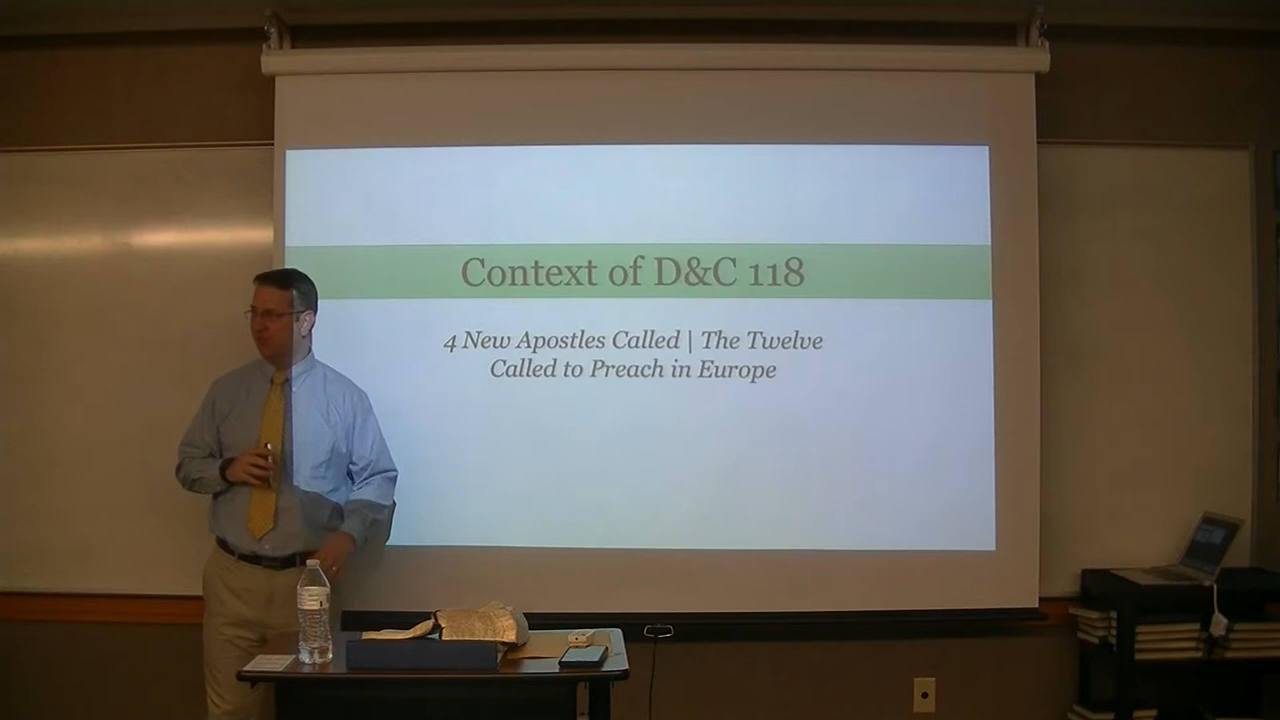 Context of D&C 118
4 New Apostles Called | The Twelve
Called to Preach in Europe